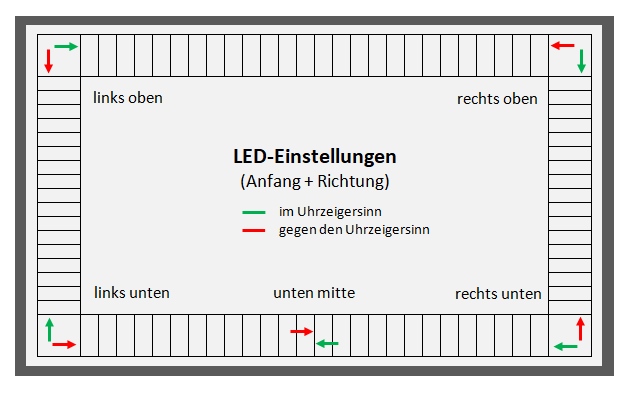 links oben
rechts oben
LED-Einstellungen
(Anfang + Richtung)
im Uhrzeigersinn
gegen den Uhrzeigersinn
links unten
unten mitte
rechts unten